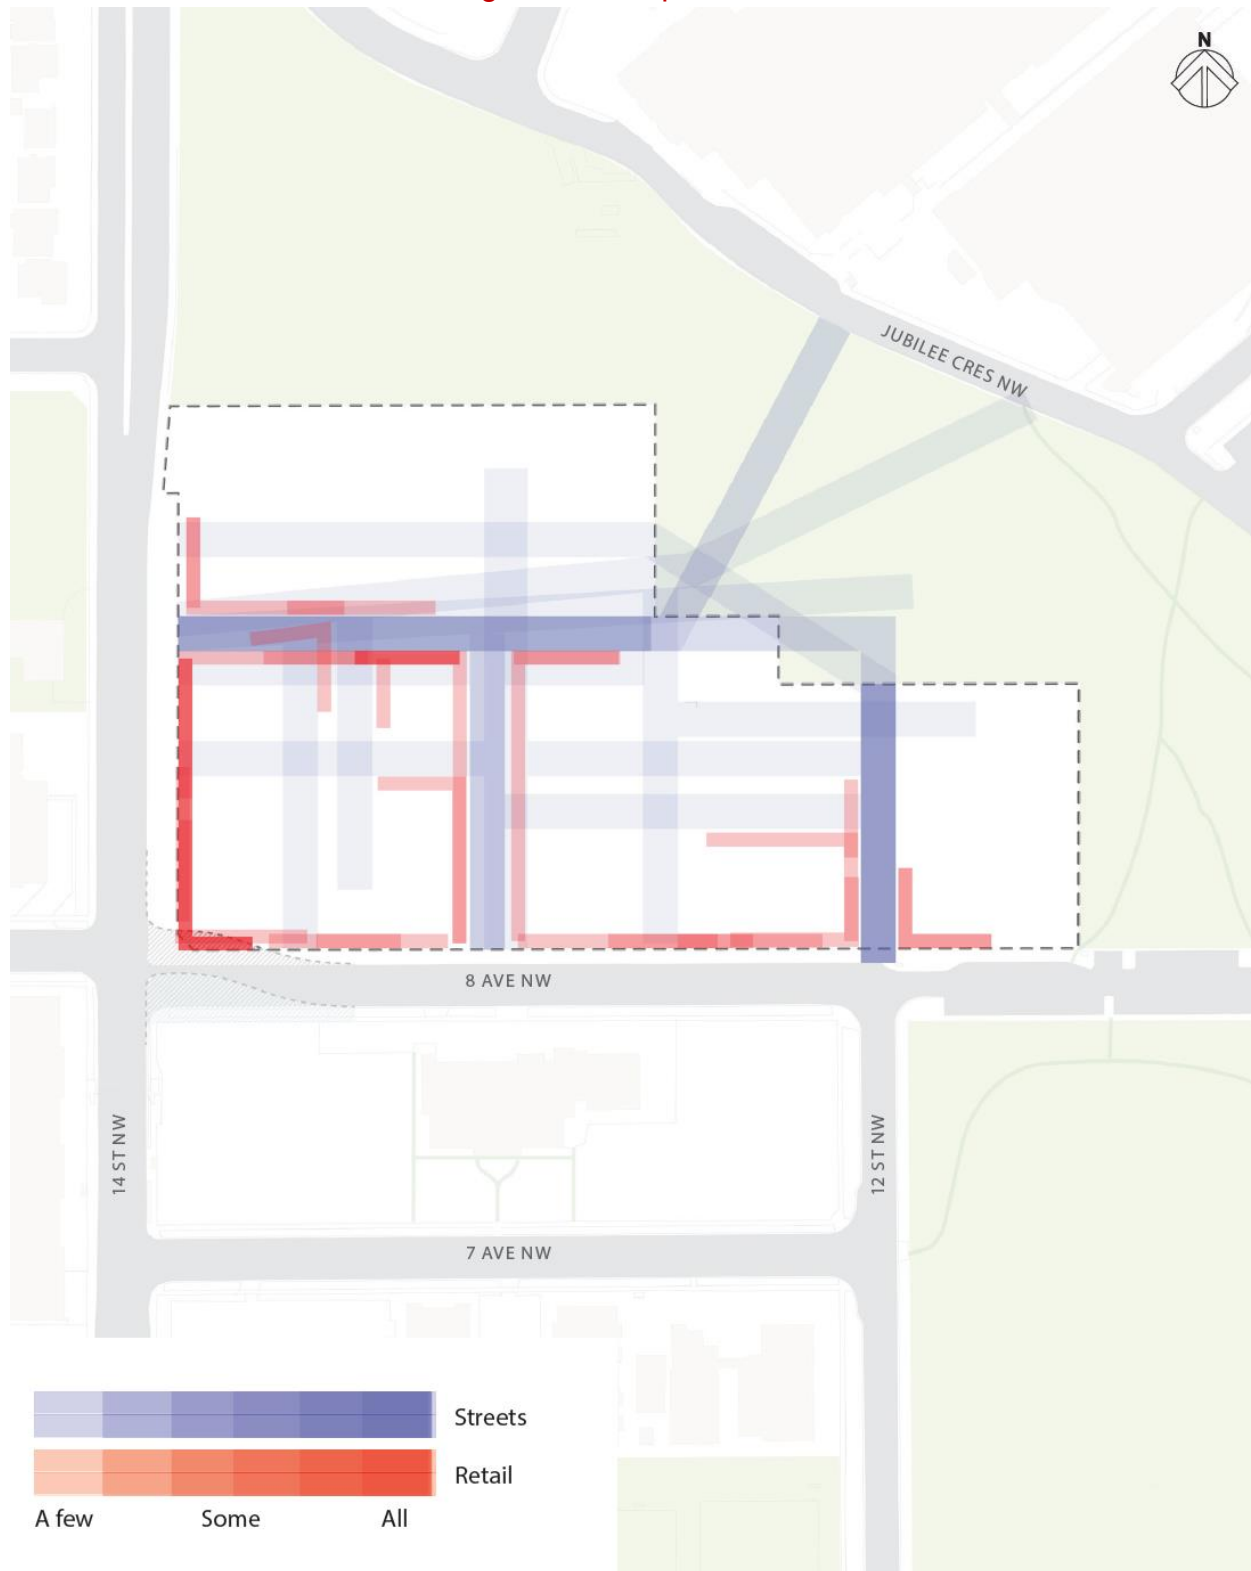 N
JUBILEE CRES NW
8 AVE NW
14 ST NW
12 ST NW
7 AVE NW
Streets
Retail
A few Some All